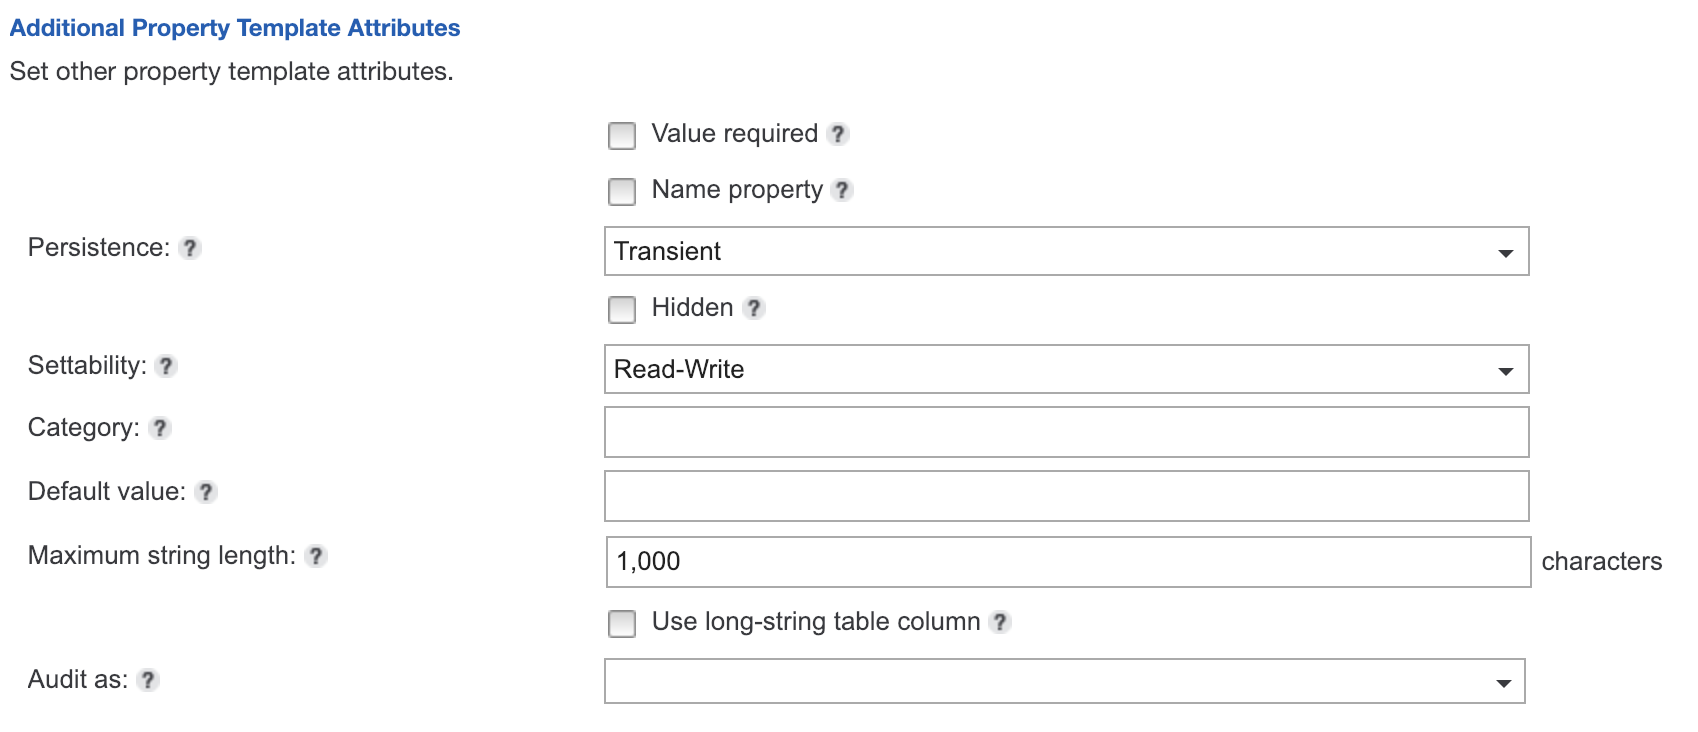 Additional Property Template Attributes
Set other property template attributes.
Value required ?
Name property ?
Persistence: ? Transient
Hidden ?
Settability: ? Read-Write
Category: ?
Default value: ?
Maximum string length: ? 1,000 characters
Use long-string table column ?
Audit as: ?